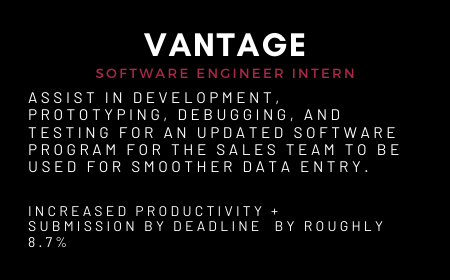 VANTAGE
SOFTWARE ENGINEER INTERN
ASSIST IN DEVELOPMENT,
PROTOTYPING, DEBUGGING, AND
TESTING FOR AN UPDATED SOFTWARE
PROGRAM FOR THE SALES TEAM TO BE
USED FOR SMOOTHER DATA ENTRY.
INCREASED PRODUCTIVITY +
SUBMISSION BY DEADLINE BY ROUGHLY
8.7%